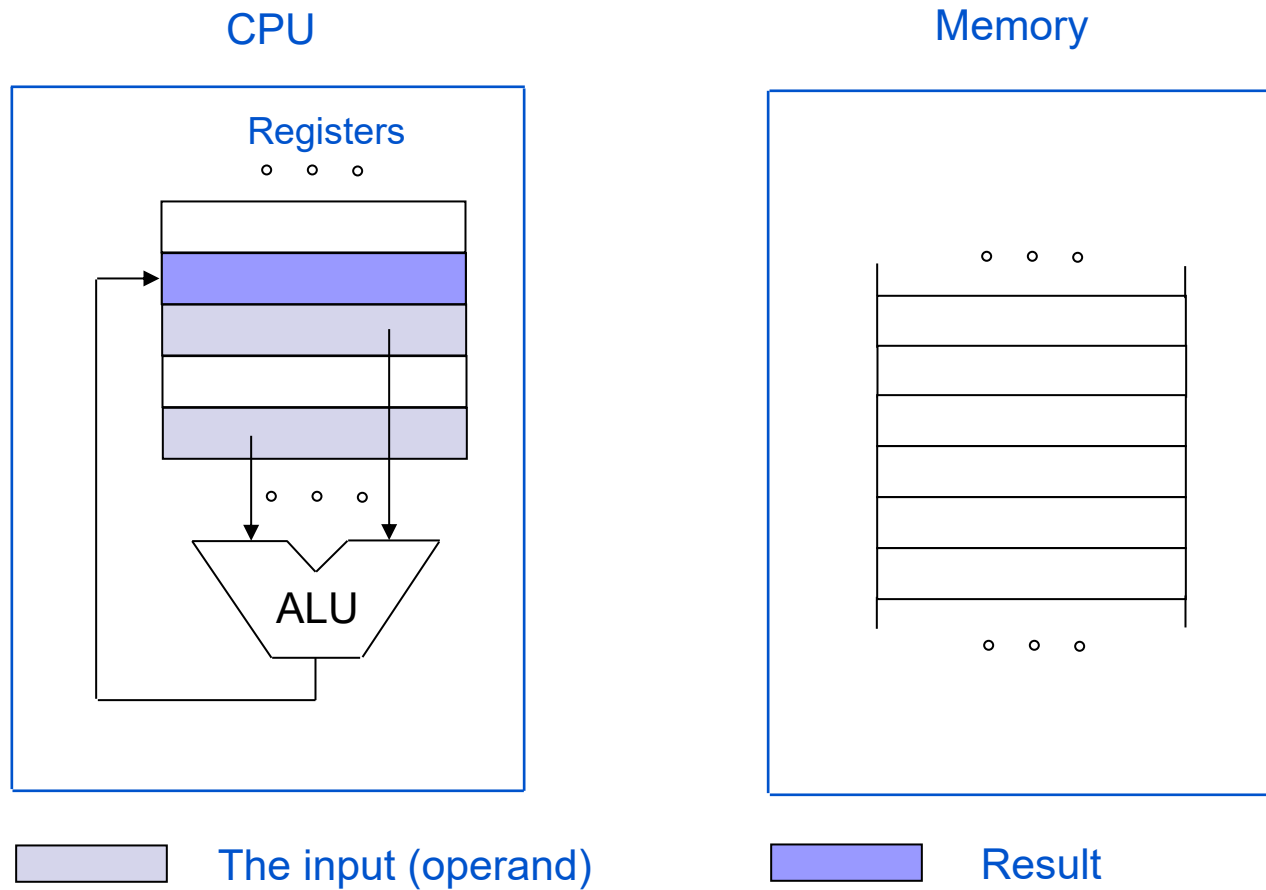 CPU
Memory
Registers
ALU
The input (operand)
Result